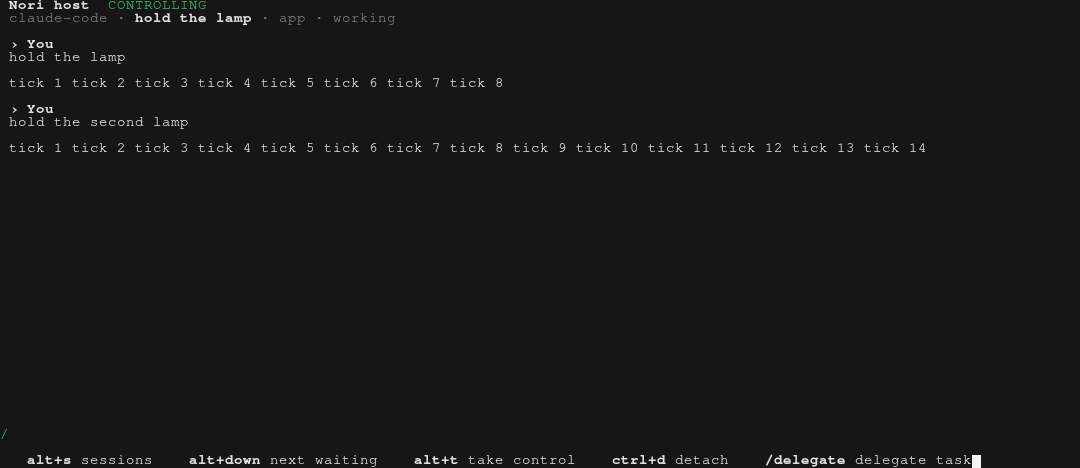 Nori host CONTROLLING
claude-code · hold the lamp · app · working
› You
hold the lamp
tick 1 tick 2 tick 3 tick 4 tick 5 tick 6 tick 7 tick 8
› You
hold the second lamp
tick 1 tick 2 tick 3 tick 4 tick 5 tick 6 tick 7 tick 8 tick 9 tick 10 tick 11 tick 12 tick 13 tick 14
/
alt+s sessions alt+down next waiting alt+t take control ctrl+d detach /delegate delegate task